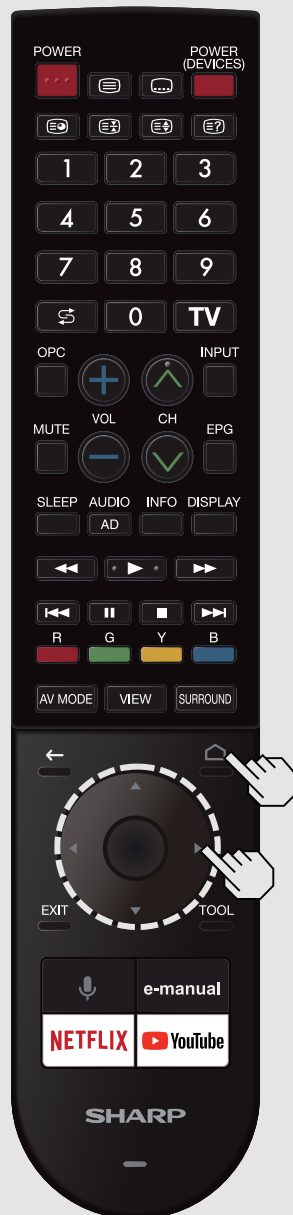 POWER POWER
(DEVICES)
1 2 3
4 5 6
7 8 9
0 TV
OPC INPUT
VOL CH
MUTE EPG
SLEEP AUDIO INFO DISPLAY
AD
R G Y B
AV MODE VIEW SURROUND
EXIT TOOL
e-manual
NETFLIX YouTube
SHARP